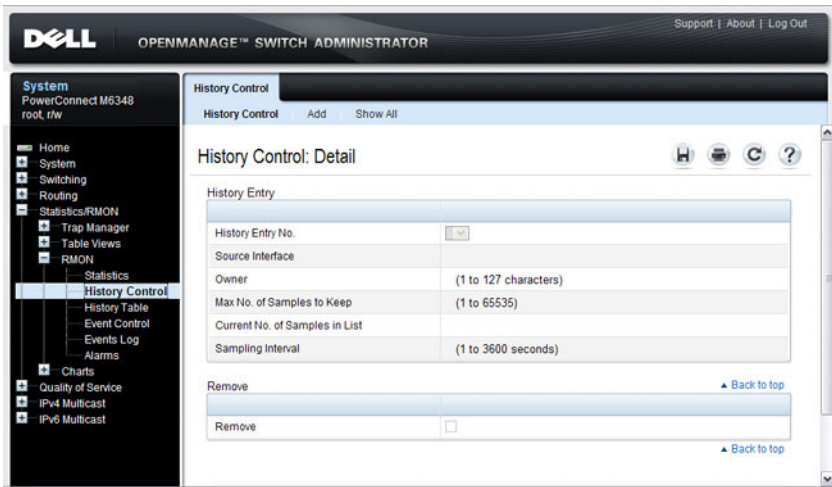 DELL
OPENMANAGE™ SWITCH ADMINISTRATOR
Support | About | Log Out
System
PowerConnect M6348
root, r/w
Home
System
Switching
Routing
Statistics/RMON
Trap Manager
Table Views
RMON
Statistics
History Control
History Table
Event Control
Events Log
Alarms
Charts
Quality of Service
IPv4 Multicast
IPv6 Multicast
History Control
History Control Add Show All
History Control: Detail
History Entry
History Entry No.
Source Interface
Owner (1 to 127 characters)
Max No. of Samples to Keep (1 to 65535)
Current No. of Samples in List
Sampling Interval (1 to 3600 seconds)
Remove ▲ Back to top
Remove
▲ Back to top